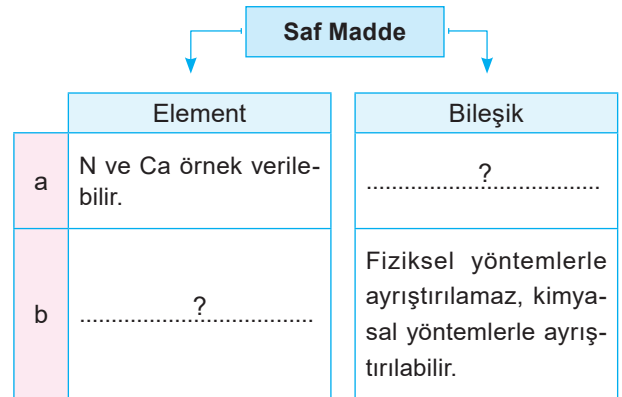 Saf Madde
Element
Bileşik
a
N ve Ca örnek verile-
bilir.
.................?.....................
b
...................?.................
Fiziksel yöntemlerle
ayrıştırılamaz, kimya-
sal yöntemlerle ayrış-
tırılabilir.